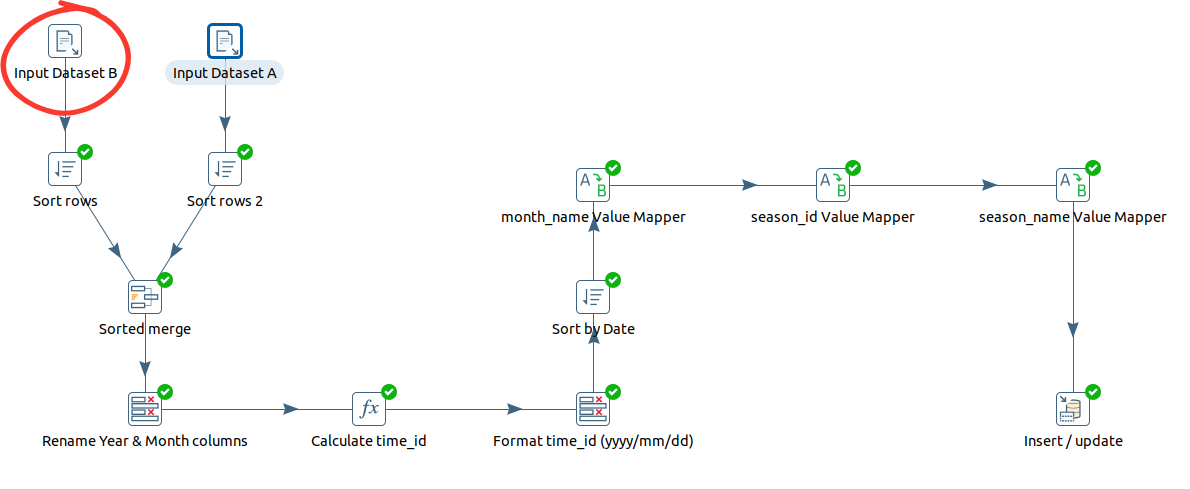 Input Dataset B
Input Dataset A
Sort rows
Sort rows 2
A
B
month_name Value Mapper
A
B
season_id Value Mapper
A
B
season_name Value Mapper
Sorted merge
Sort by Date
Rename Year & Month columns
fx
Calculate time_id
Format time_id (yyyy/mm/dd)
Insert / update